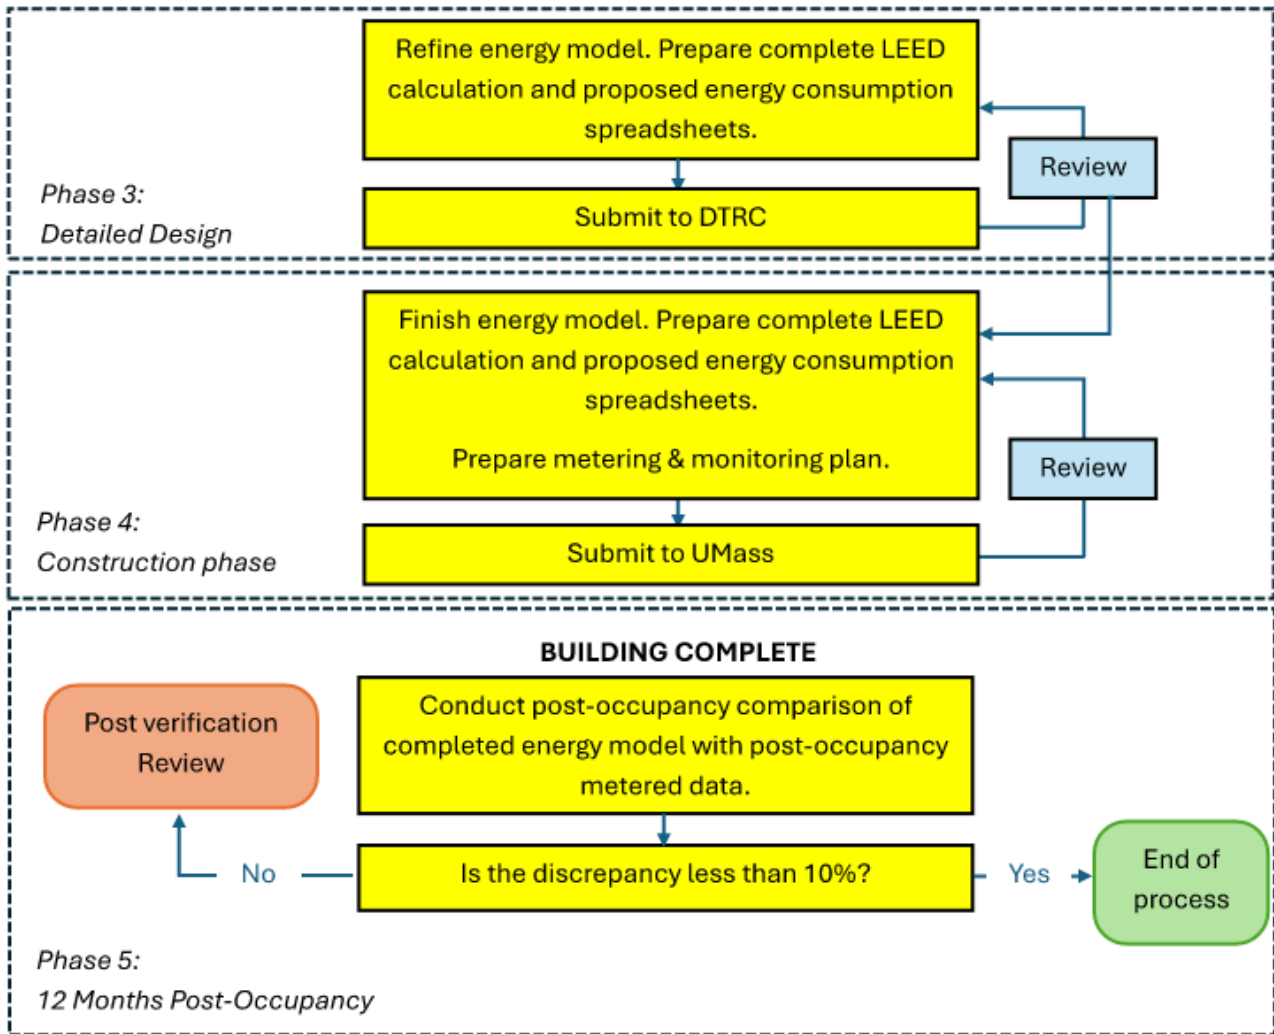 Refine energy model. Prepare complete LEED
calculation and proposed energy consumption
spreadsheets.
Review
Phase 3:
Detailed Design
Submit to DTRC
Finish energy model. Prepare complete LEED
calculation and proposed energy consumption
spreadsheets.
Prepare metering & monitoring plan.
Review
Phase 4:
Construction phase
Submit to UMass
BUILDING COMPLETE
Post verification
Review
Conduct post-occupancy comparison of
completed energy model with post-occupancy
metered data.
No
Is the discrepancy less than 10%?
Yes
End of
process
Phase 5:
12 Months Post-Occupancy